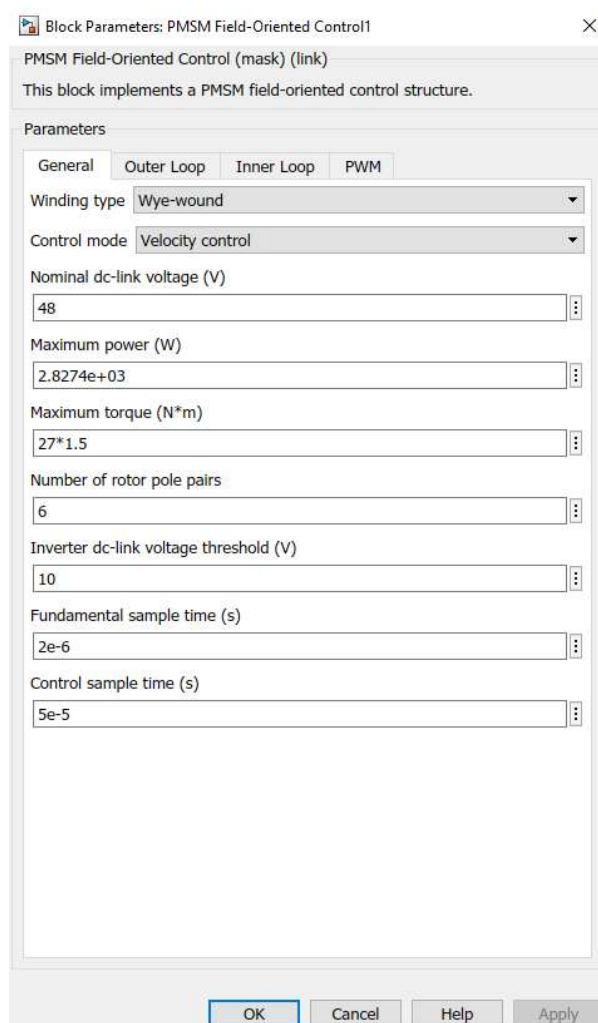 Block Parameters: PMSM Field-Oriented Control1
PMSM Field-Oriented Control (mask) (link)
This block implements a PMSM field-oriented control structure.
Parameters
General Outer Loop Inner Loop PWM
Winding type Wye-wound
Control mode Velocity control
Nominal dc-link voltage (V)
48
Maximum power (W)
2.8274e+03
Maximum torque (N*m)
27*1.5
Number of rotor pole pairs
6
Inverter dc-link voltage threshold (V)
10
Fundamental sample time (s)
2e-6
Control sample time (s)
5e-5
OK Cancel Help Apply